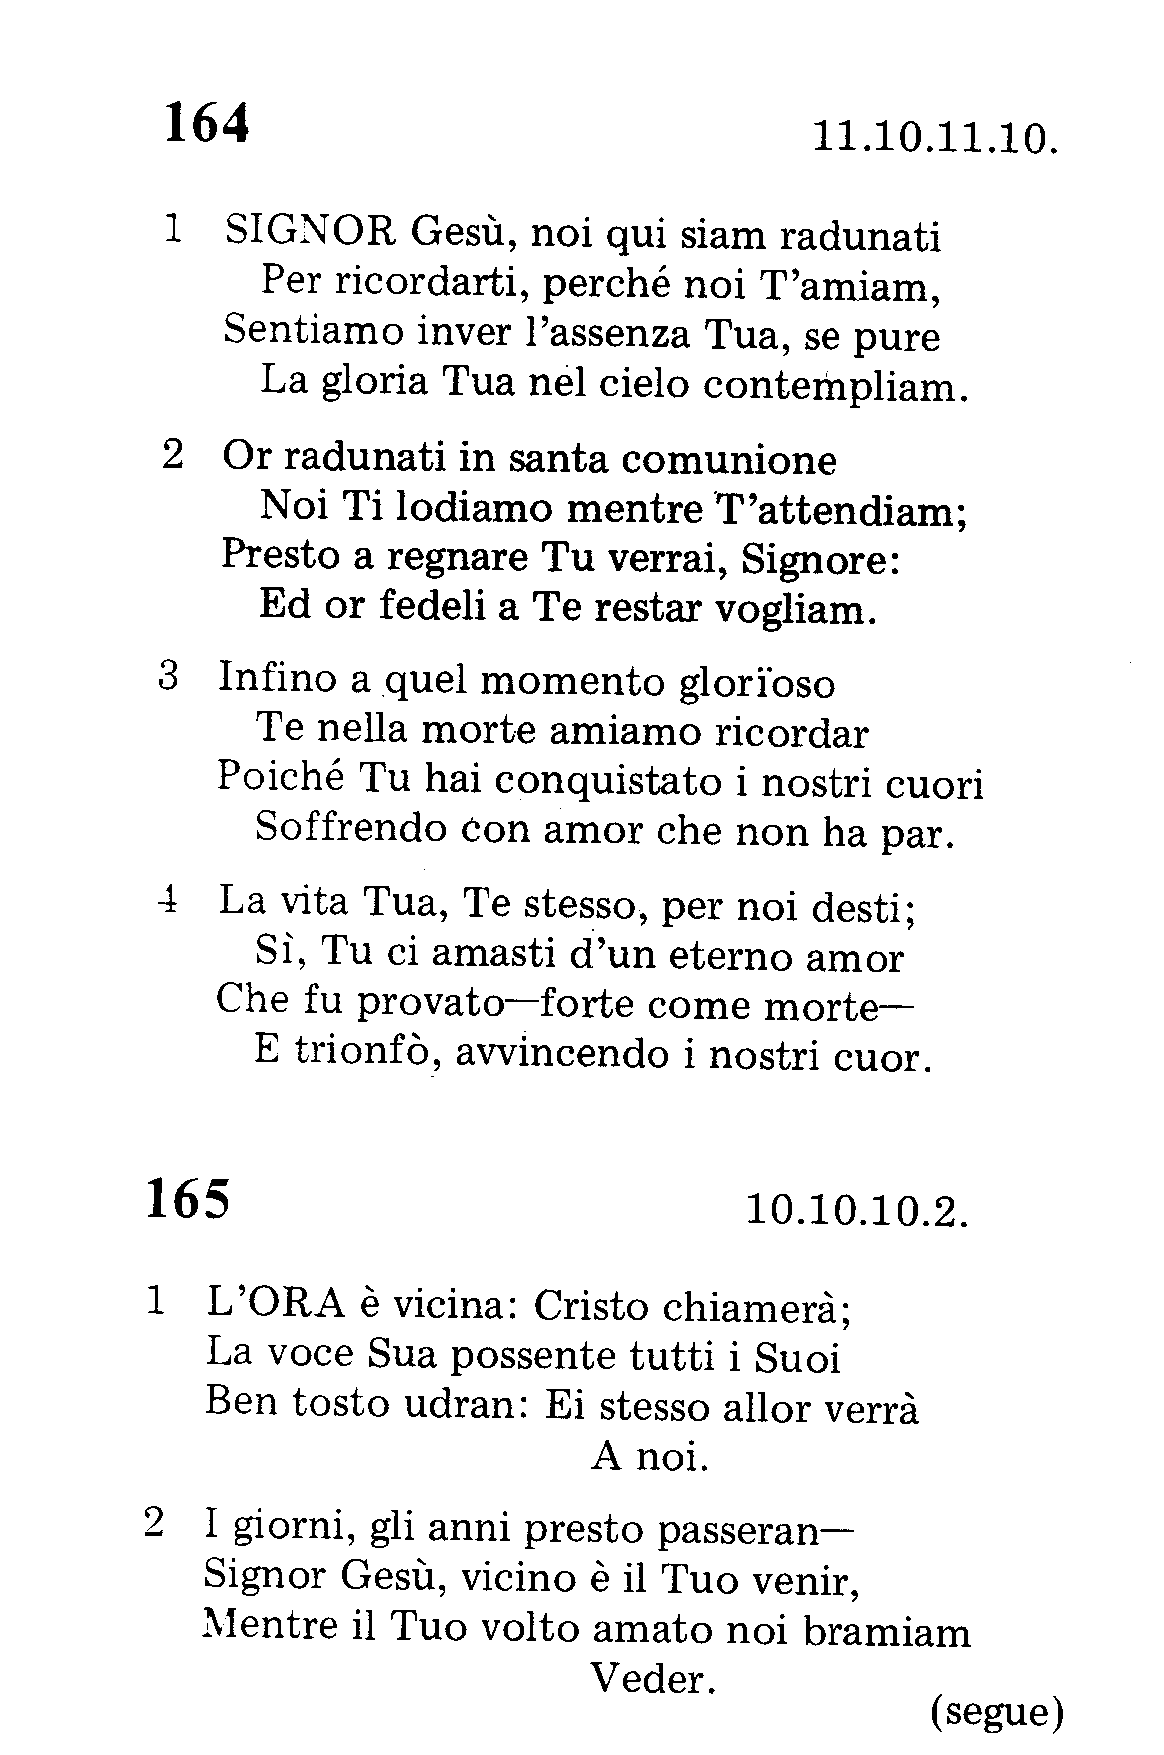 164
11.10.11.10.
1 SIGNOR Gesù, noi qui siam radunati
Per ricordarti, perché noi T’amiam,
Sentiamo inver l’assenza Tua, se pure
La gloria Tua nel cielo contempliam.
2 Or radunati in santa comunione
Noi Ti lodiamo mentre T’attendiam;
Presto a regnare Tu verrai, Signore:
Ed or fedeli a Te restar vogliam.
3 Infino a quel momento glorïoso
Te nella morte amiamo ricordar
Poiché Tu hai conquistato i nostri cuori
Soffrendo con amor che non ha par.
4 La vita Tua, Te stesso, per noi desti;
Sì, Tu ci amasti d’un eterno amor
Che fu provato—forte come morte—
E trionfò, avvincendo i nostri cuor.
165
10.10.10.2.
1 L’ORA è vicina: Cristo chiamerà;
La voce Sua possente tutti i Suoi
Ben tosto udran: Ei stesso allor verrà
A noi.
2 I giorni, gli anni presto passeran—
Signor Gesù, vicino è il Tuo venir,
Mentre il Tuo volto amato noi bramiam
Veder.
(segue)